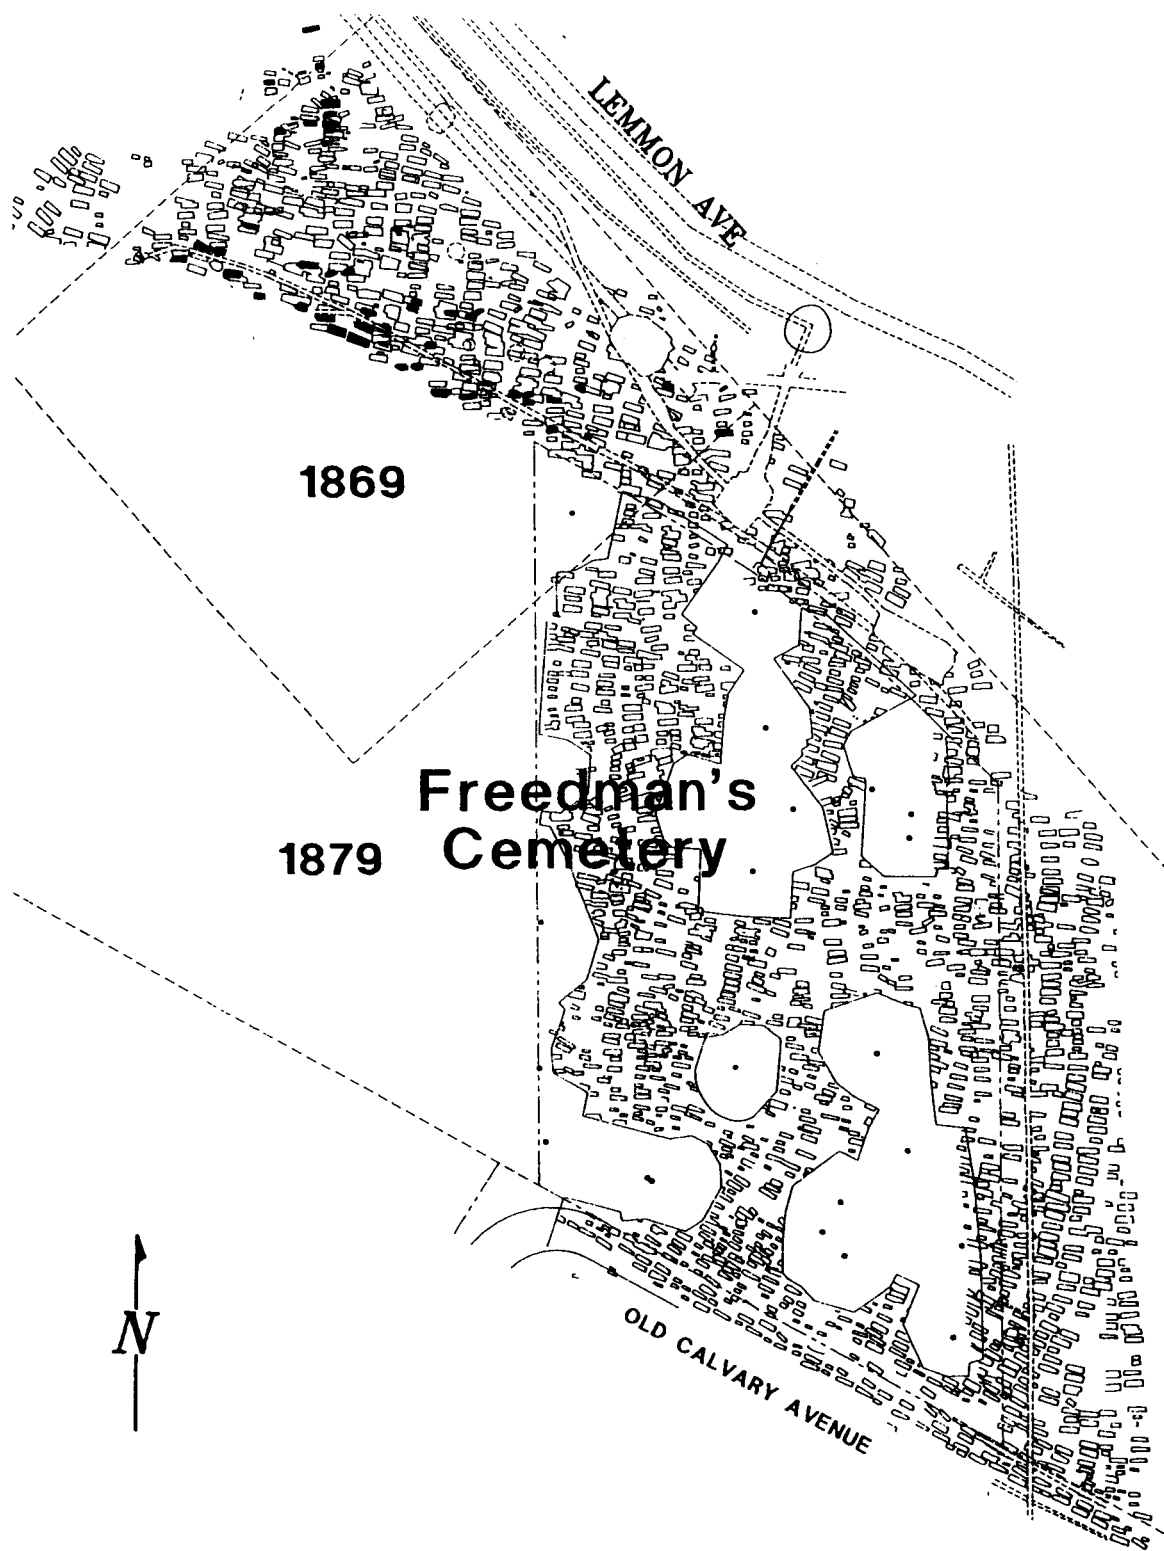 LEMMON AVE
1869
Freedman's
Cemetery
1879
N
OLD CALVARY AVENUE